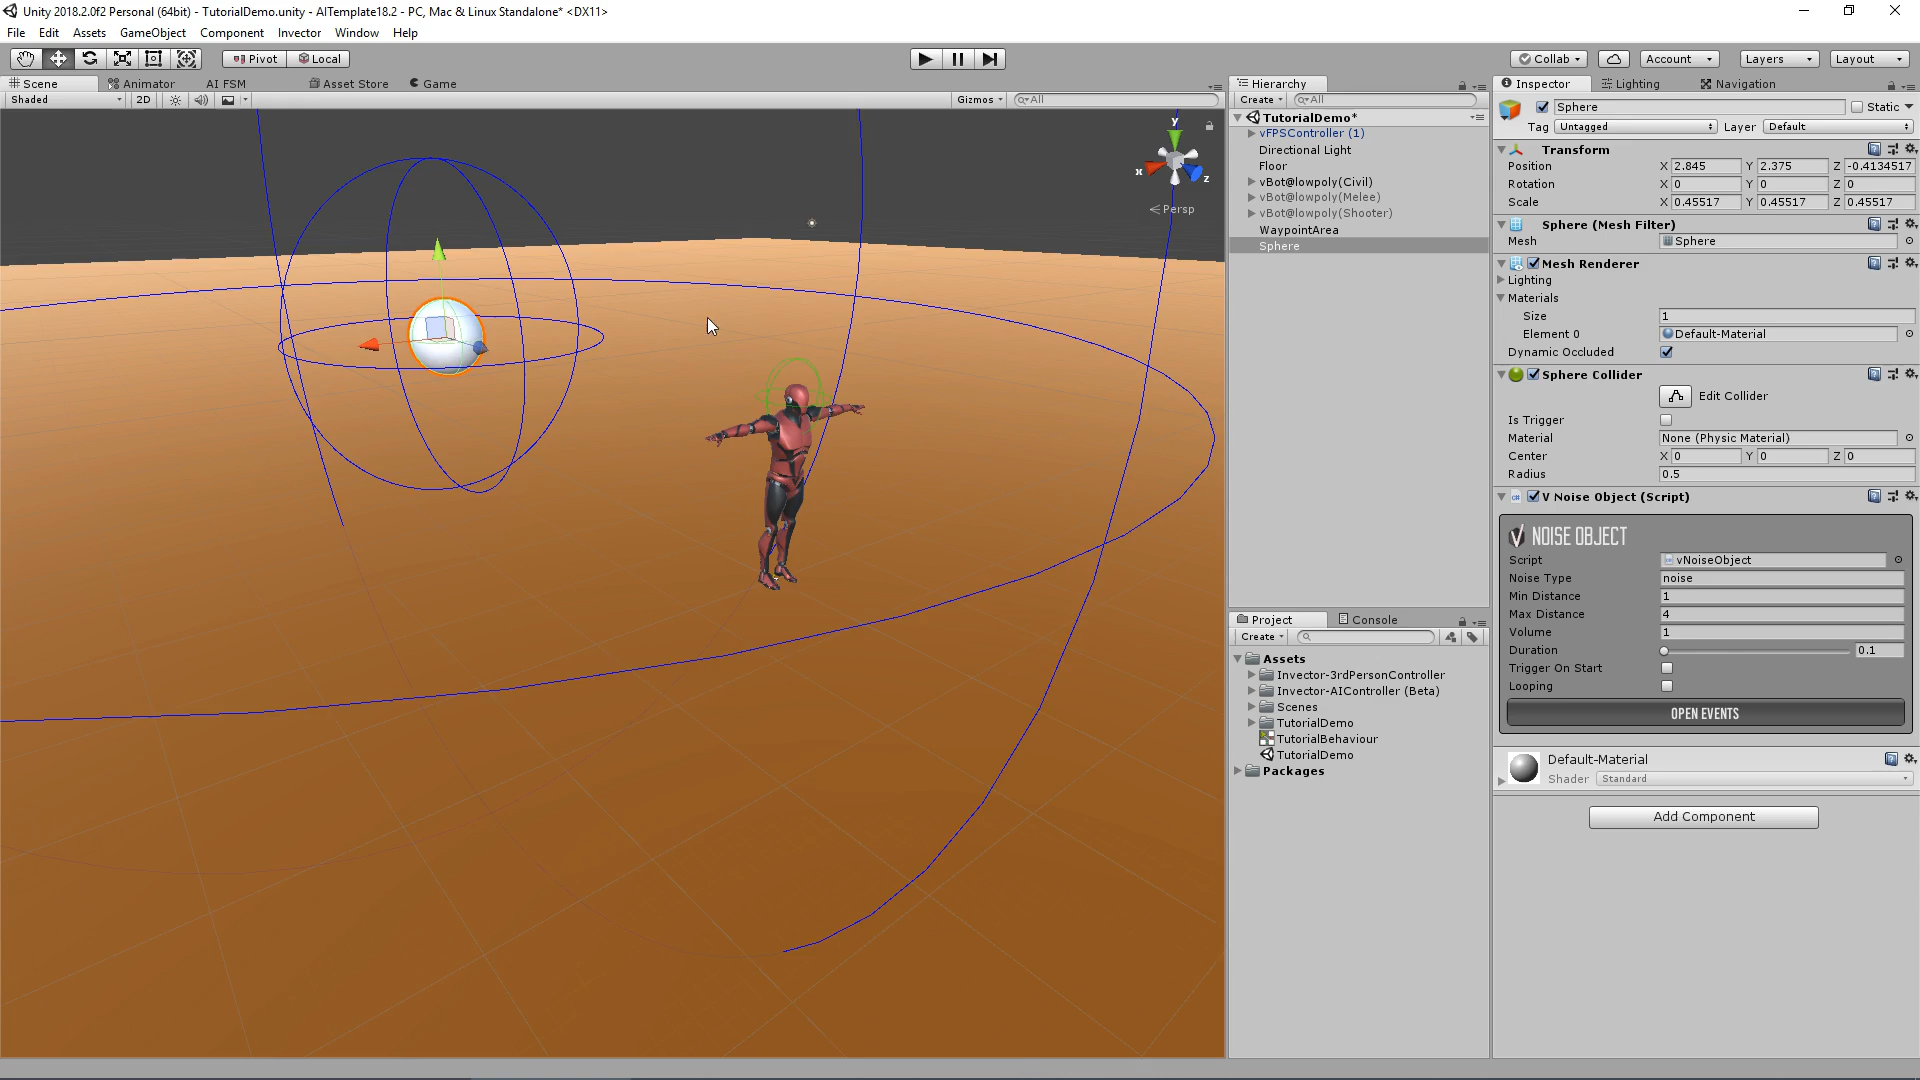 Unity 2018.2.0f2 Personal (64bit) - TutorialDemo.unity - AITemplate18.2 - PC, Mac & Linux Standalone* <DX11>
File Edit Assets GameObject Component Invector Window Help
Pivot Local
Collab Account Layers Layout
Scene Animator AI FSM Asset Store Game
Shaded 2D Gizmos All
y
x
z
Persp
Hierarchy
Create All
TutorialDemo*
vFPSController (1)
Directional Light
Floor
vBot@lowpoly(Civil)
vBot@lowpoly(Melee)
vBot@lowpoly(Shooter)
WaypointArea
Sphere
Project Console
Create
Assets
Invector-3rdPersonController
Invector-AIController (Beta)
Scenes
TutorialDemo
TutorialBehaviour
TutorialDemo
Packages
Inspector Lighting Navigation
Sphere Static
Tag Untagged Layer Default
Transform
Position X 2.845 Y 2.375 Z -0.4134517
Rotation X 0 Y 0 Z 0
Scale X 0.45517 Y 0.45517 Z 0.45517
Sphere (Mesh Filter)
Mesh Sphere
Mesh Renderer
Lighting
Materials
Size 1
Element 0 Default-Material
Dynamic Occluded
Sphere Collider
Edit Collider
Is Trigger
Material None (Physic Material)
Center X 0 Y 0 Z 0
Radius 0.5
V Noise Object (Script)
NOISE OBJECT
Script vNoiseObject
Noise Type noise
Min Distance 1
Max Distance 4
Volume 1
Duration 0.1
Trigger On Start
Looping
OPEN EVENTS
Default-Material
Shader Standard
Add Component